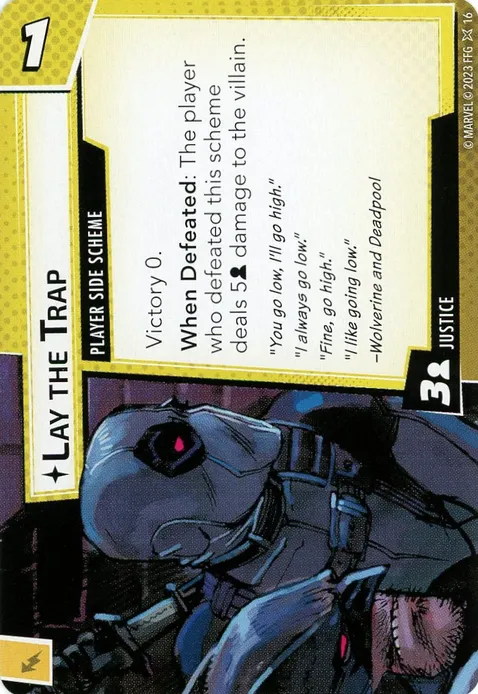 1
LAY THE TRAP
PLAYER SIDE SCHEME
Victory 0.
When Defeated: The player
who defeated this scheme
deals 5 damage to the villain.
"You go low, I'll go high."
"I always go low."
"Fine, go high."
"I like going low."
–Wolverine and Deadpool
3
JUSTICE
© MARVEL © 2023 FFG 16